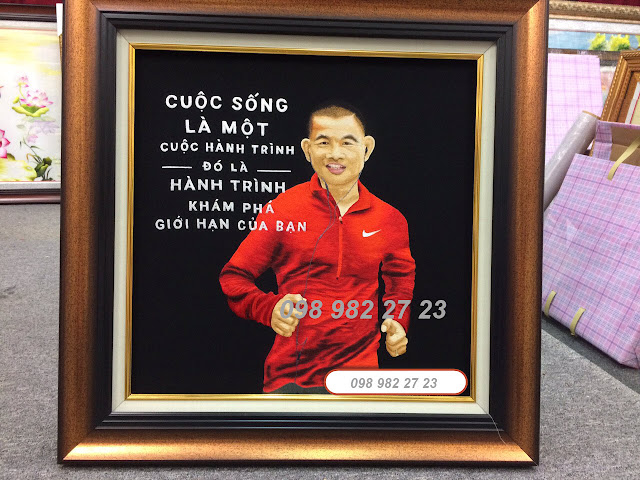 CUỘC SỐNG
LÀ MỘT
CUỘC HÀNH TRÌNH
ĐÓ LÀ
HÀNH TRÌNH
KHÁM PHÁ
GIỚI HẠN CỦA BẠN
098 982 27 23
098 982 27 23